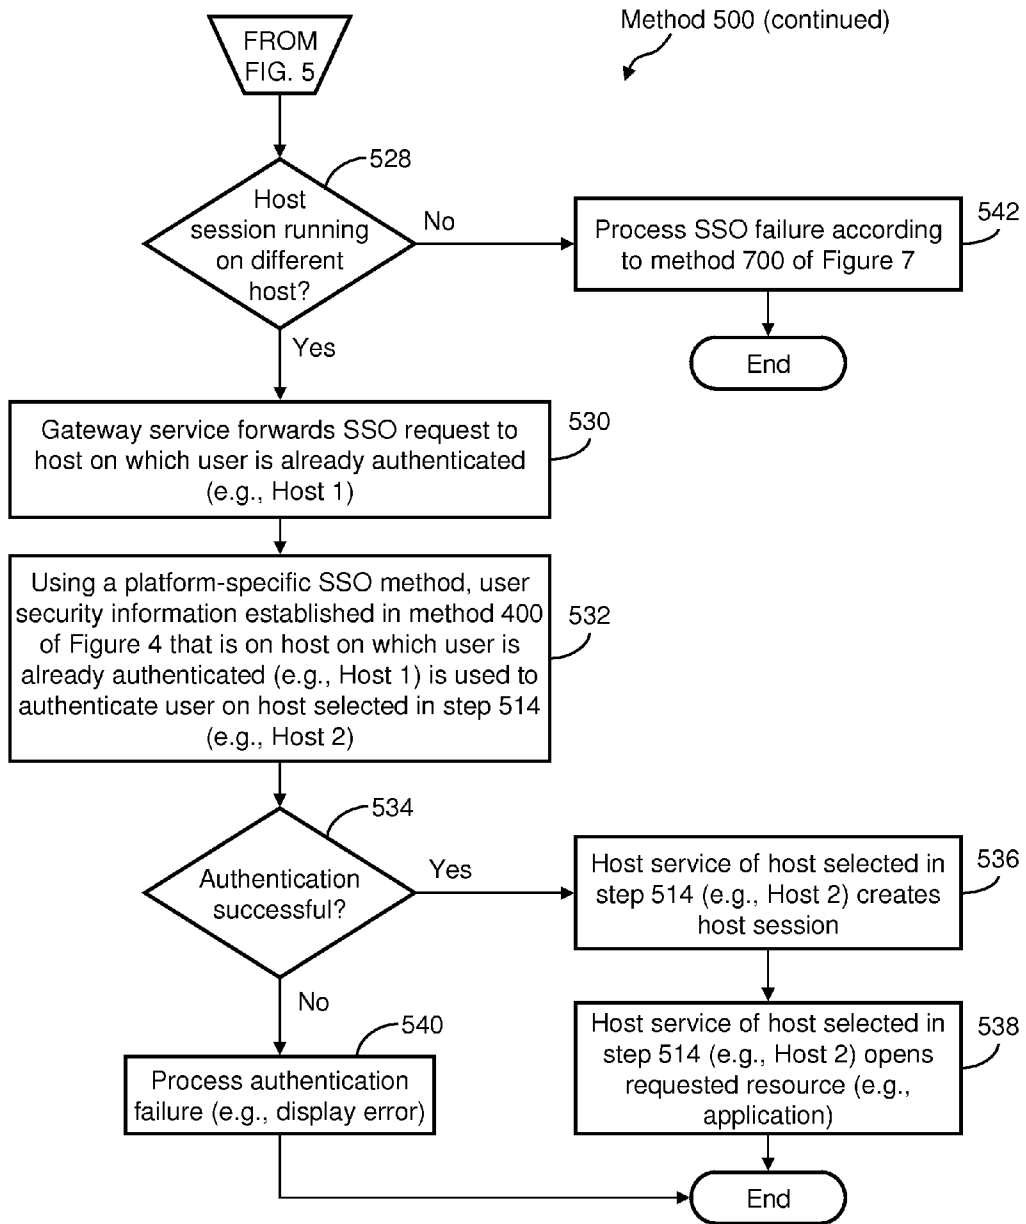 Method 500 (continued)
FROM
FIG. 5
528
Host
session running
on different
host?
No
542
Process SSO failure according
to method 700 of Figure 7
End
Yes
530
Gateway service forwards SSO request to
host on which user is already authenticated
(e.g., Host 1)
532
Using a platform-specific SSO method, user
security information established in method 400
of Figure 4 that is on host on which user is
already authenticated (e.g., Host 1) is used to
authenticate user on host selected in step 514
(e.g., Host 2)
534
Authentication
successful?
Yes
536
Host service of host selected in
step 514 (e.g., Host 2) creates
host session
No
538
Host service of host selected in
step 514 (e.g., Host 2) opens
requested resource (e.g.,
application)
540
Process authentication
failure (e.g., display error)
End